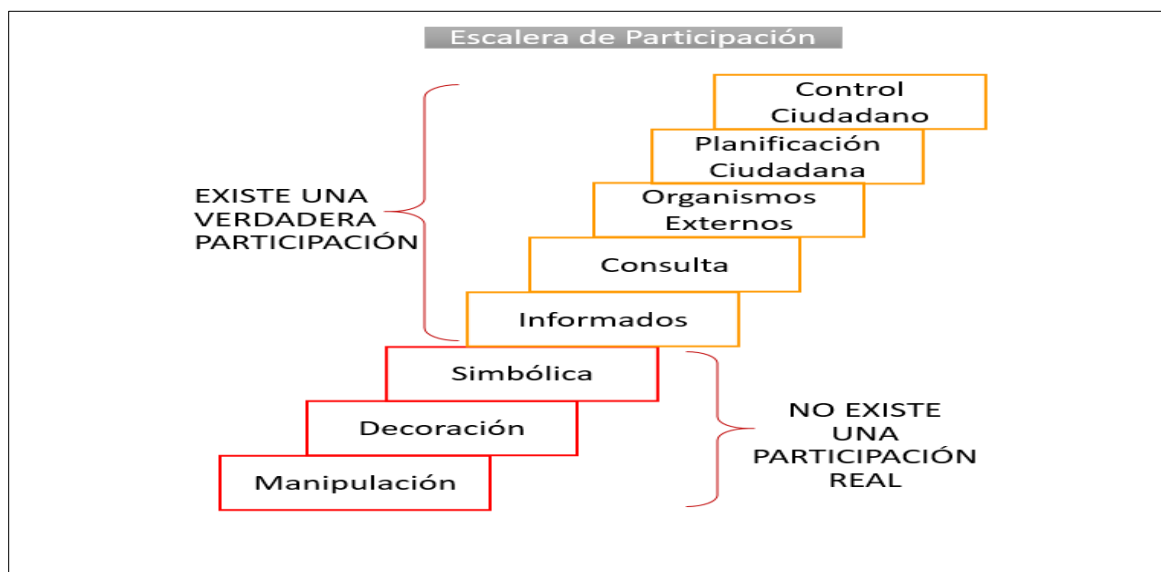 Escalera de Participación
Control
Ciudadano
Planificación
Ciudadana
Organismos
Externos
Consulta
Informados
Simbólica
Decoración
Manipulación
EXISTE UNA
VERDADERA
PARTICIPACIÓN
NO EXISTE
UNA
PARTICIPACIÓN
REAL